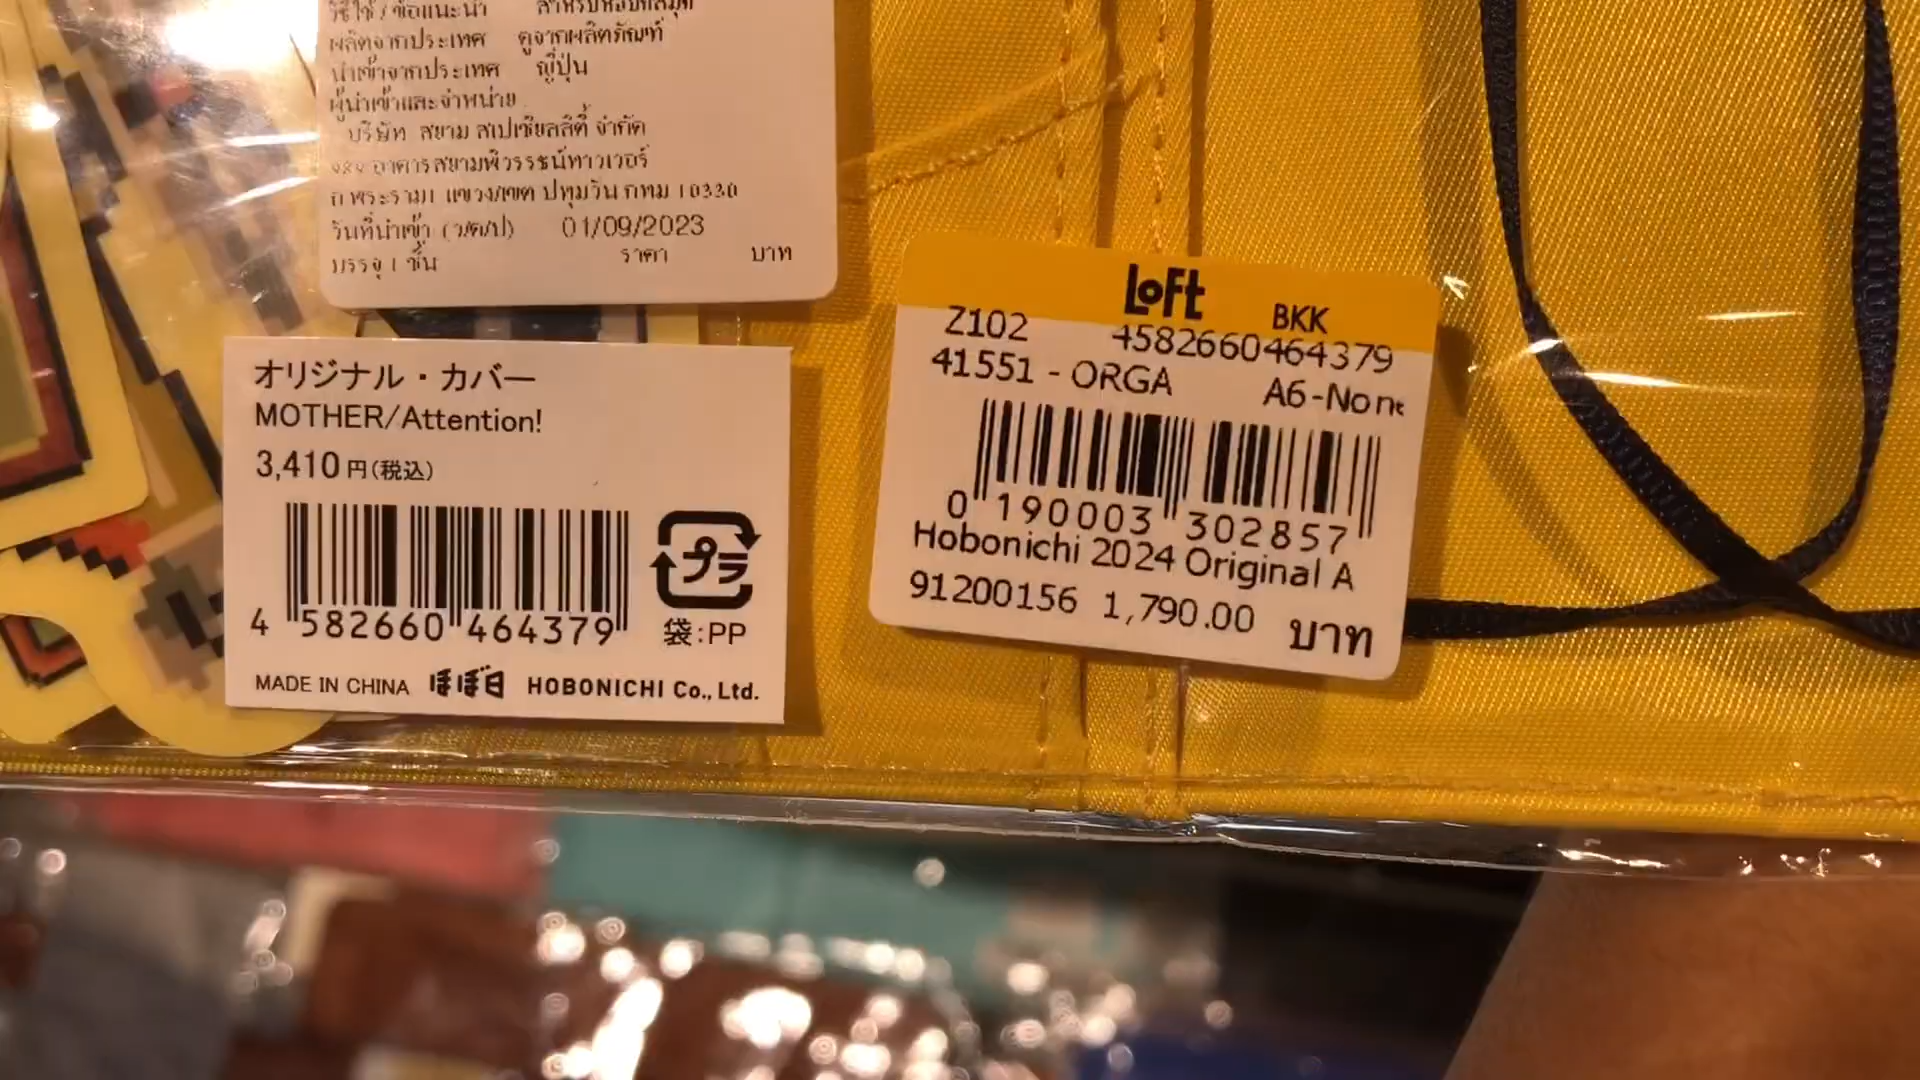 วิธีใช้ / ข้อแนะนำ สำหรับห่อปกสมุด
ผลิตจากประเทศ ดูจากผลิตภัณฑ์
นำเข้าจากประเทศ ญี่ปุ่น
ผู้นำเข้าและจำหน่าย
บริษัท สยาม สเปเชียลลิตี้ จำกัด
989 อาคารสยามพิวรรธน์ทาวเวอร์
ถ.พระราม1 แขวง/เขต ปทุมวัน กทม 10330
วันที่นำเข้า (ว/ด/ป) 01/09/2023
บรรจุ 1 ชิ้น ราคา บาท
オリジナル・カバー
MOTHER/Attention!
3,410円(税込)
4 582660 464379
プラ
袋:PP
MADE IN CHINA ほぼ日 HOBONICHI Co., Ltd.
LOFT BKK
Z102 4582660464379
41551 - ORGA A6-None
0 190003 302857
Hobonichi 2024 Original A
91200156 1,790.00 บาท